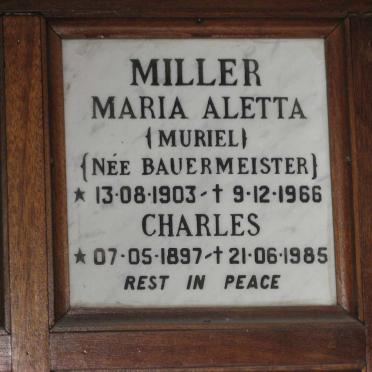 MILLER
MARIA ALETTA
{MURIEL}
{NÉE BAUERMEISTER}
★ 13·08·1903 - † 9·12·1966
CHARLES
★ 07·05·1897 - † 21·06·1985
REST IN PEACE